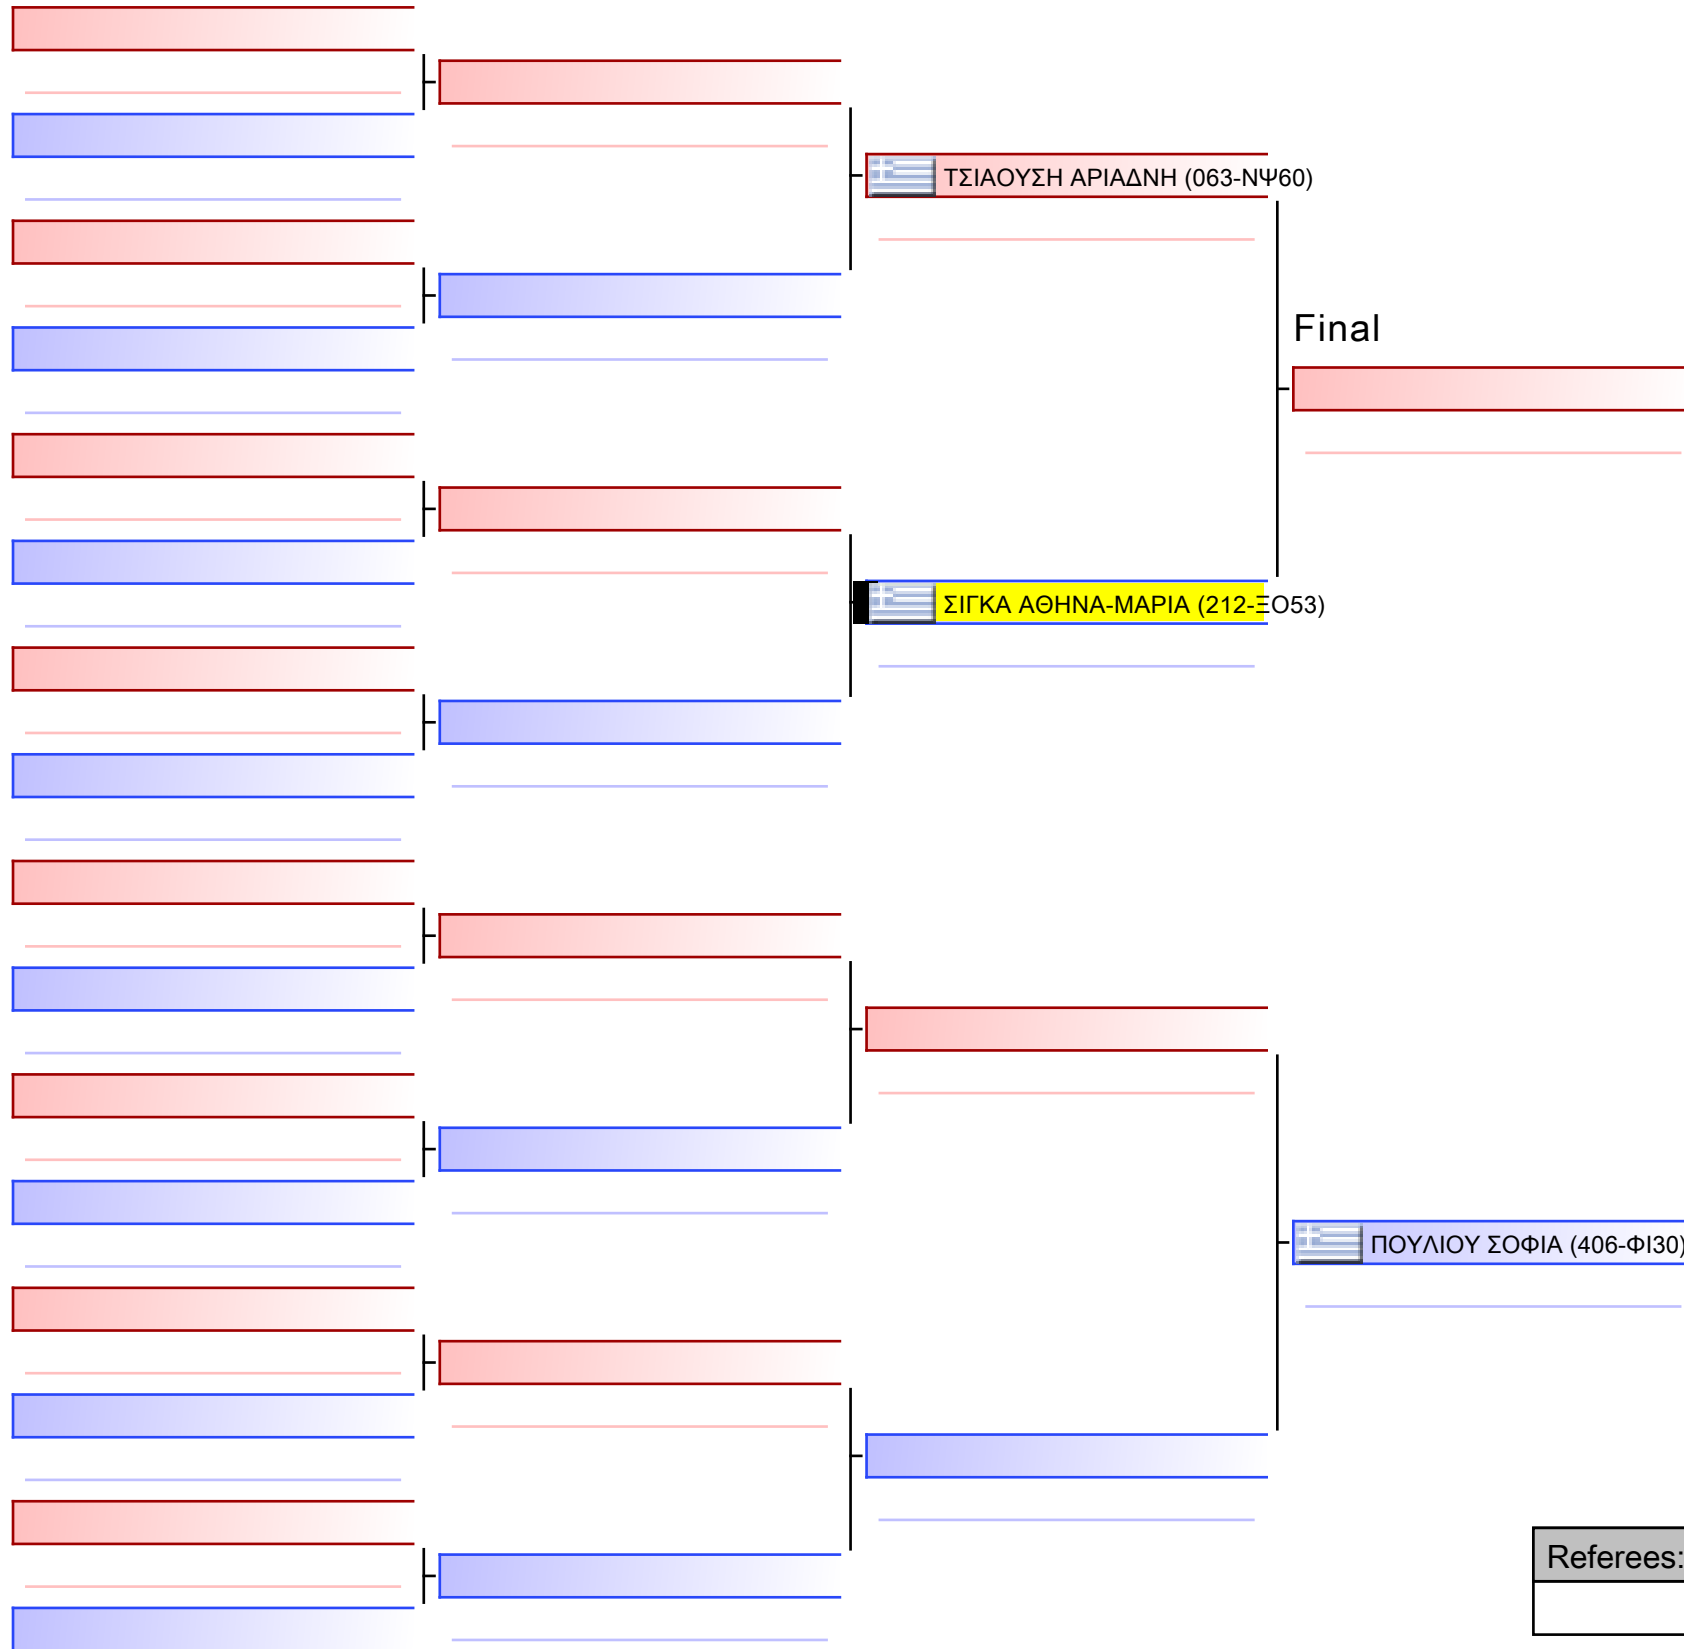 ΤΣΙΑΟΥΣΗ ΑΡΙΑΔΝΗ (063-ΝΨ60)
Final
ΣΙΓΚΑ ΑΘΗΝΑ-ΜΑΡΙΑ (212-ΞΟ53)
ΠΟΥΛΙΟΥ ΣΟΦΙΑ (406-ΦΙ30)
Referees: